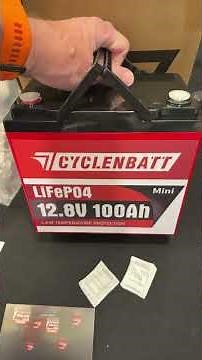 CYCLENBATT
LiFePO4
Mini
12.8V 100Ah
LOW TEMPERATURE PROTECTION